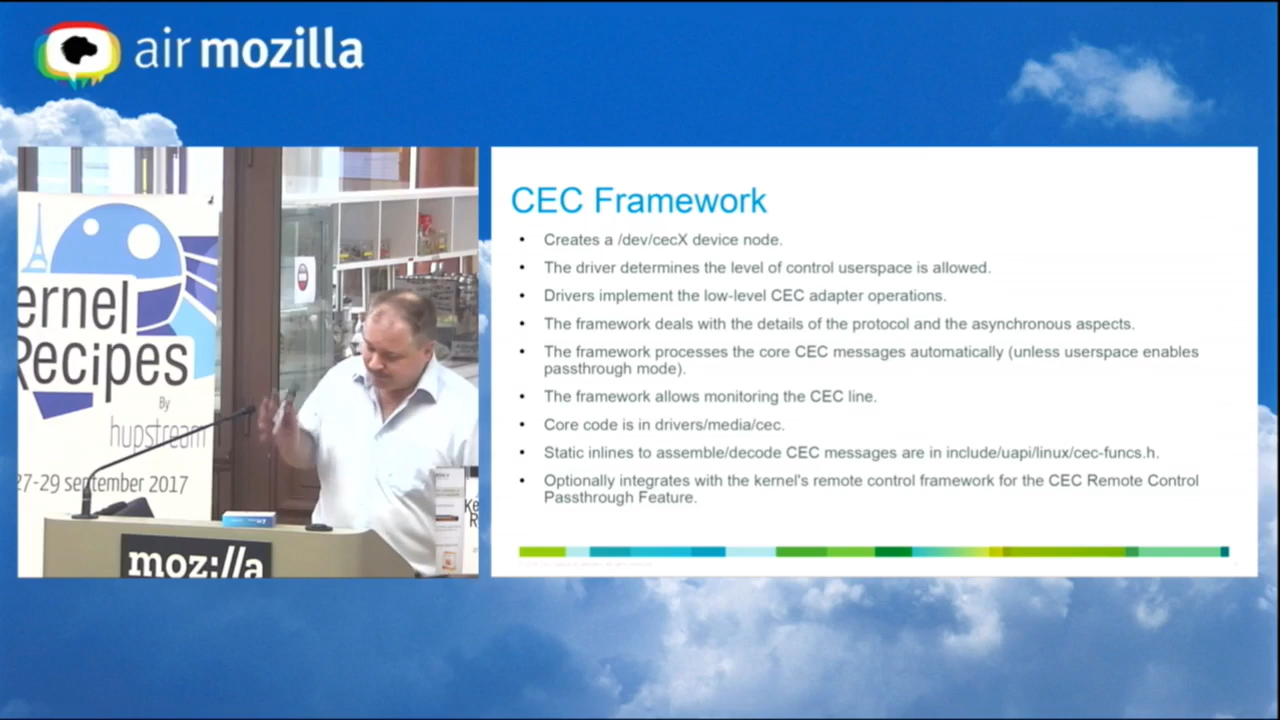 air mozilla
ernel
Recipes
By
hupstream
27-29 september 2017
moz://a
CEC Framework
• Creates a /dev/cecX device node.
• The driver determines the level of control userspace is allowed.
• Drivers implement the low-level CEC adapter operations.
• The framework deals with the details of the protocol and the asynchronous aspects.
• The framework processes the core CEC messages automatically (unless userspace enables
passthrough mode).
• The framework allows monitoring the CEC line.
• Core code is in drivers/media/cec.
• Static inlines to assemble/decode CEC messages are in include/uapi/linux/cec-funcs.h.
• Optionally integrates with the kernel's remote control framework for the CEC Remote Control
Passthrough Feature.